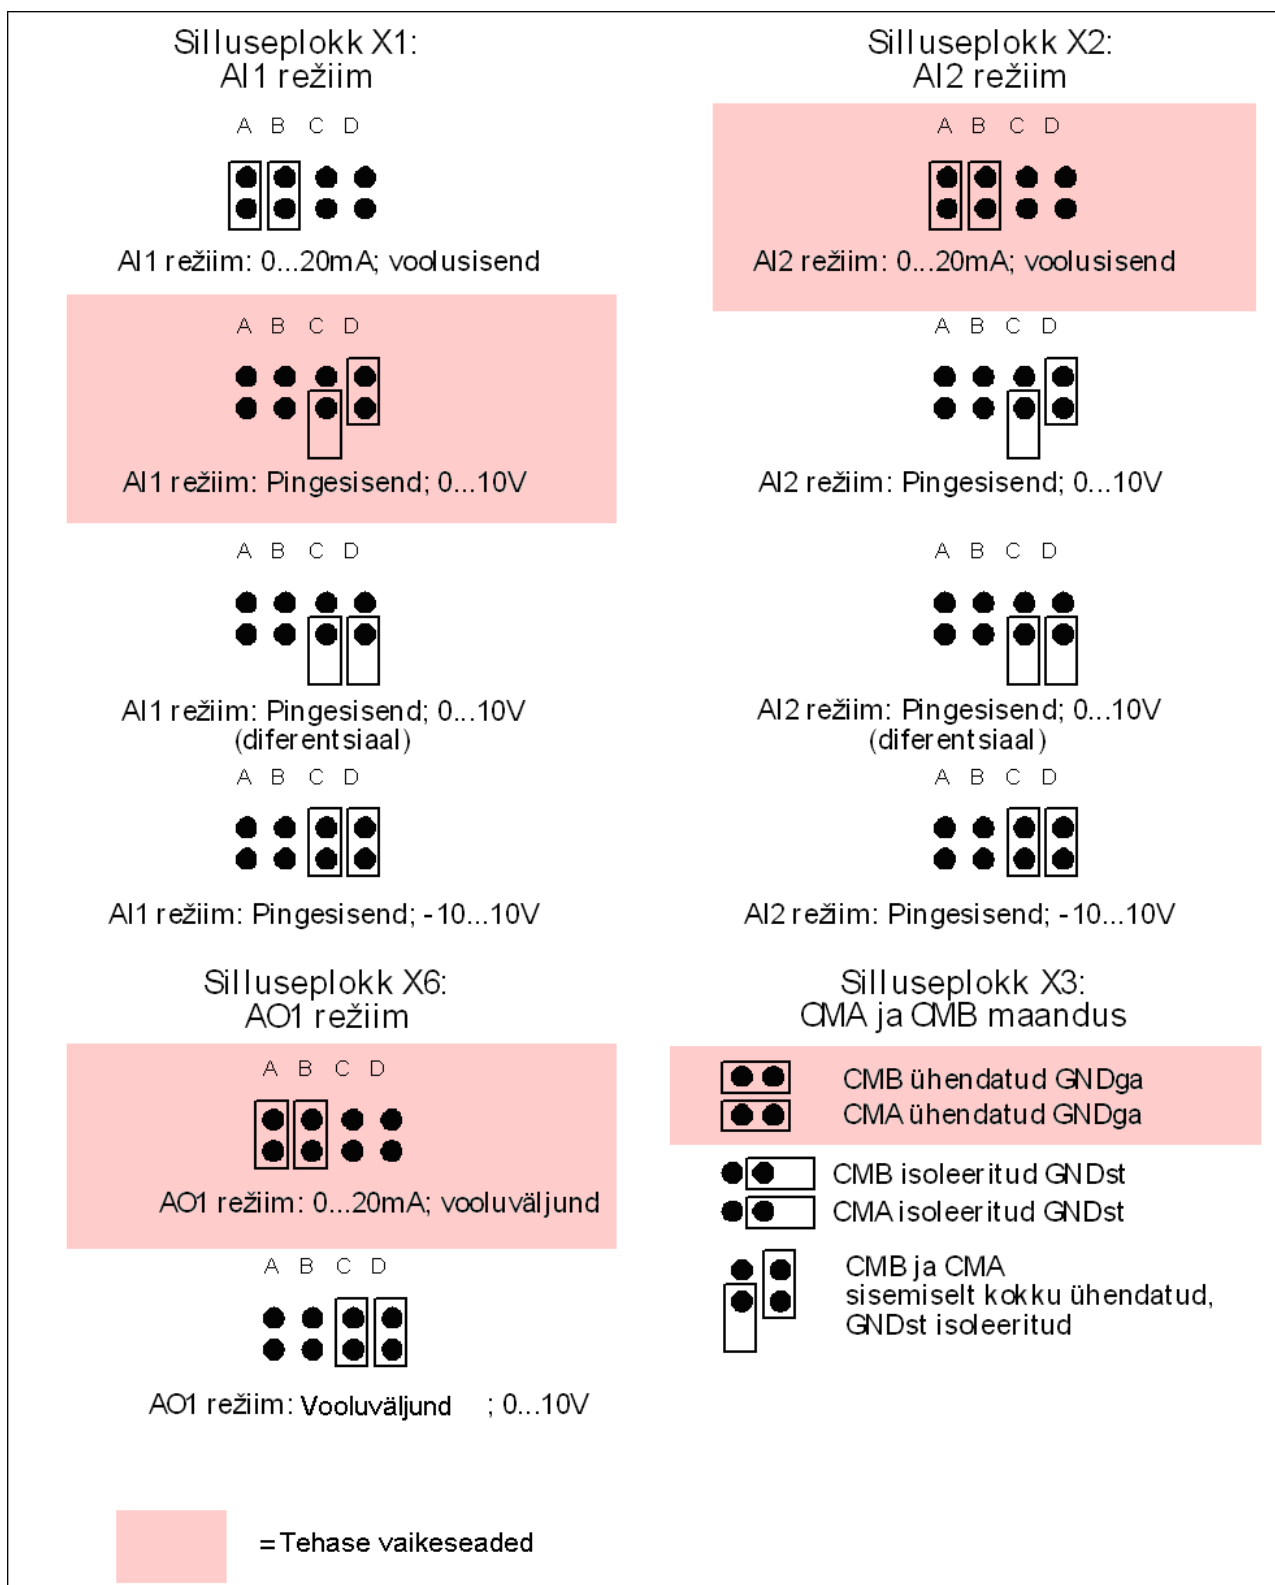 Silluseplokk X1:
AI1 režiim
A B C D
AI1 režiim: 0...20mA; voolusisend
A B C D
AI1 režiim: Pingesisend; 0...10V
A B C D
AI1 režiim: Pingesisend; 0...10V
(diferentsiaal)
A B C D
AI1 režiim: Pingesisend; -10...10V
Silluseplokk X2:
AI2 režiim
A B C D
AI2 režiim: 0...20mA; voolusisend
A B C D
AI2 režiim: Pingesisend; 0...10V
A B C D
AI2 režiim: Pingesisend; 0...10V
(diferentsiaal)
A B C D
AI2 režiim: Pingesisend; -10...10V
Silluseplokk X6:
AO1 režiim
A B C D
AO1 režiim: 0...20mA; vooluväljund
A B C D
AO1 režiim: Vooluväljund ; 0...10V
Silluseplokk X3:
CMA ja CMB maandus
CMB ühendatud GNDga
CMA ühendatud GNDga
CMB isoleeritud GNDst
CMA isoleeritud GNDst
CMB ja CMA
sisemiselt kokku ühendatud,
GNDst isoleeritud
= Tehase vaikeseaded